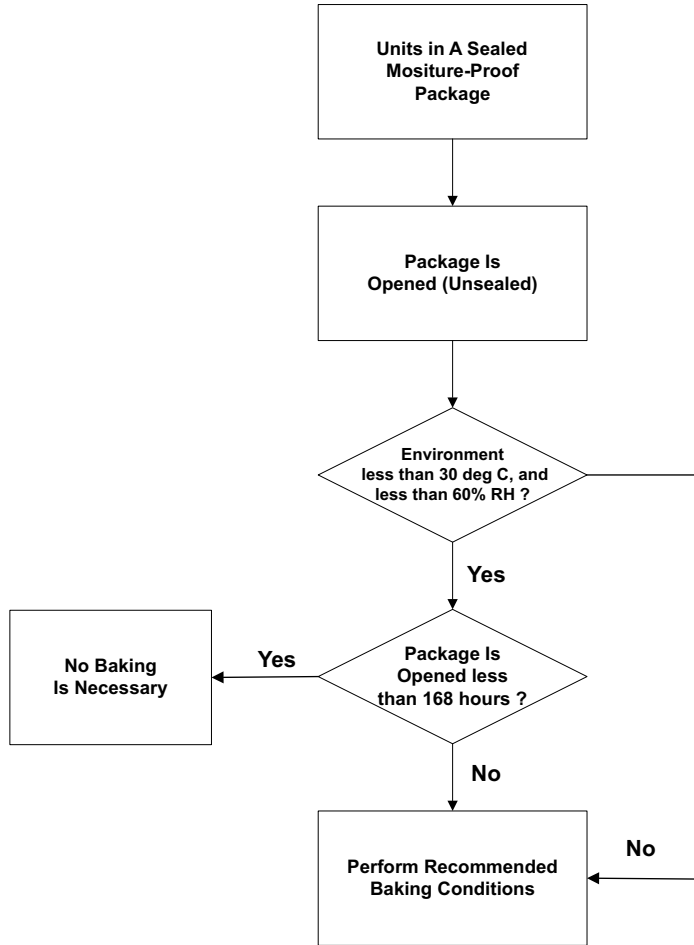 Units in A Sealed
Mositure-Proof
Package
Package Is
Opened (Unsealed)
Environment
less than 30 deg C, and
less than 60% RH ?
Yes
No Baking
Is Necessary
Yes
Package Is
Opened less
than 168 hours ?
No
Perform Recommended
Baking Conditions
No